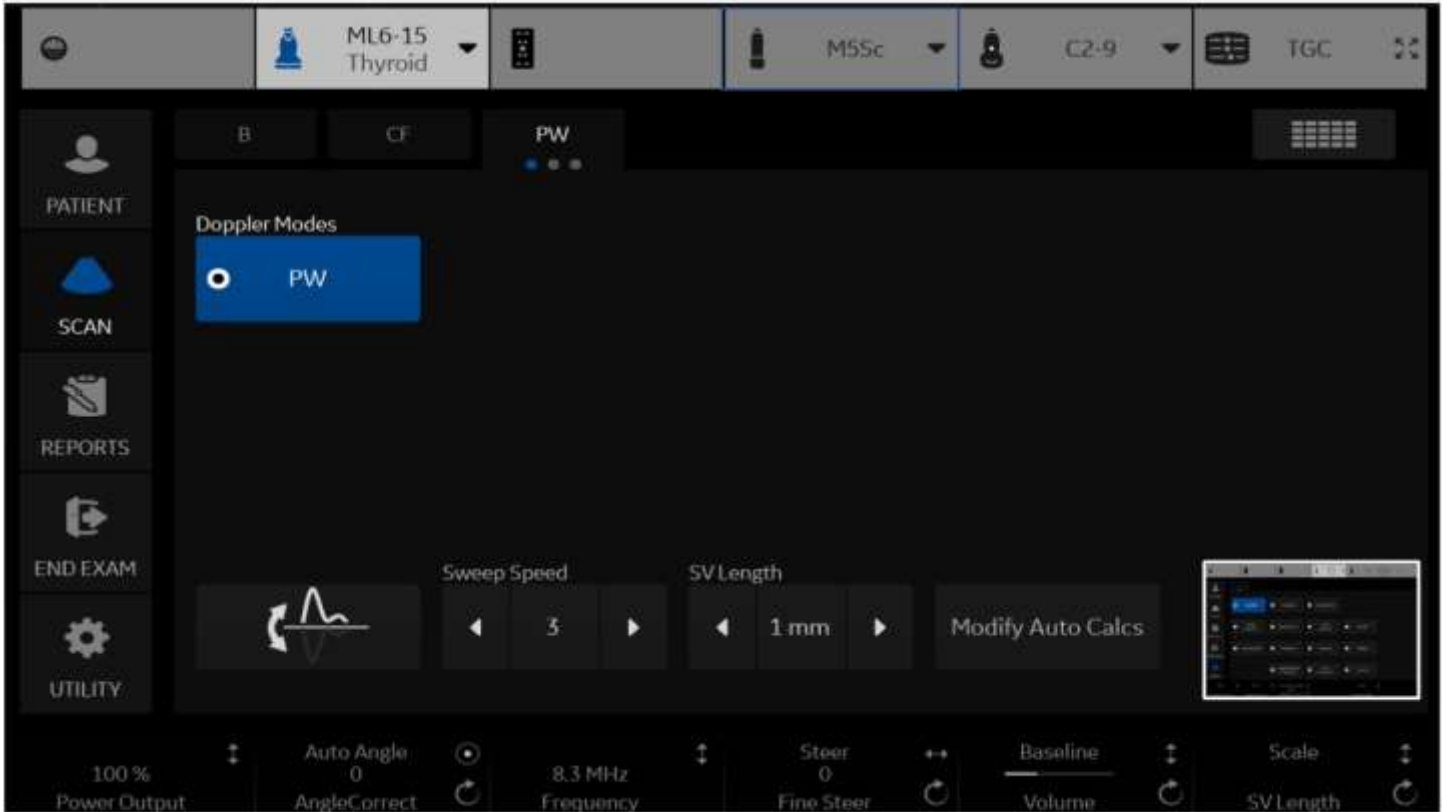 ML6-15
Thyroid
M5Sc
C2-9
TGC
B
CF
PW
PATIENT
Doppler Modes
PW
SCAN
REPORTS
END EXAM
Sweep Speed
SV Length
3
1 mm
Modify Auto Calcs
UTILITY
Auto Angle
Steer
Baseline
Scale
100 %
0
8.3 MHz
0
Power Output
AngleCorrect
Frequency
Fine Steer
Volume
SV Length